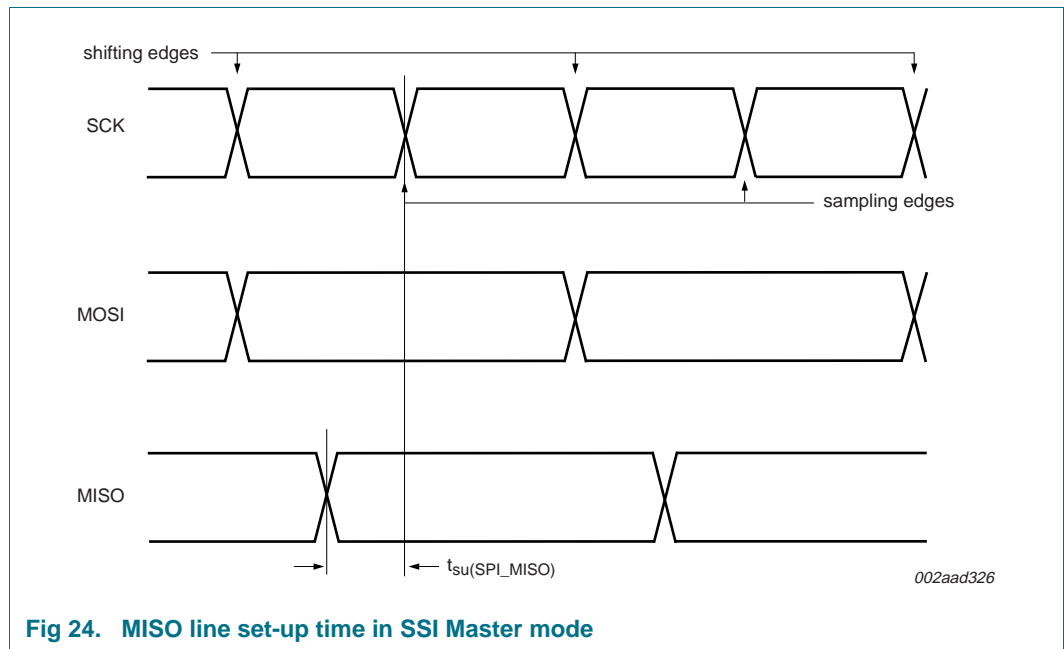 shifting edges
SCK
sampling edges
MOSI
MISO
tsu(SPI_MISO)
002aad326
Fig 24. MISO line set-up time in SSI Master mode